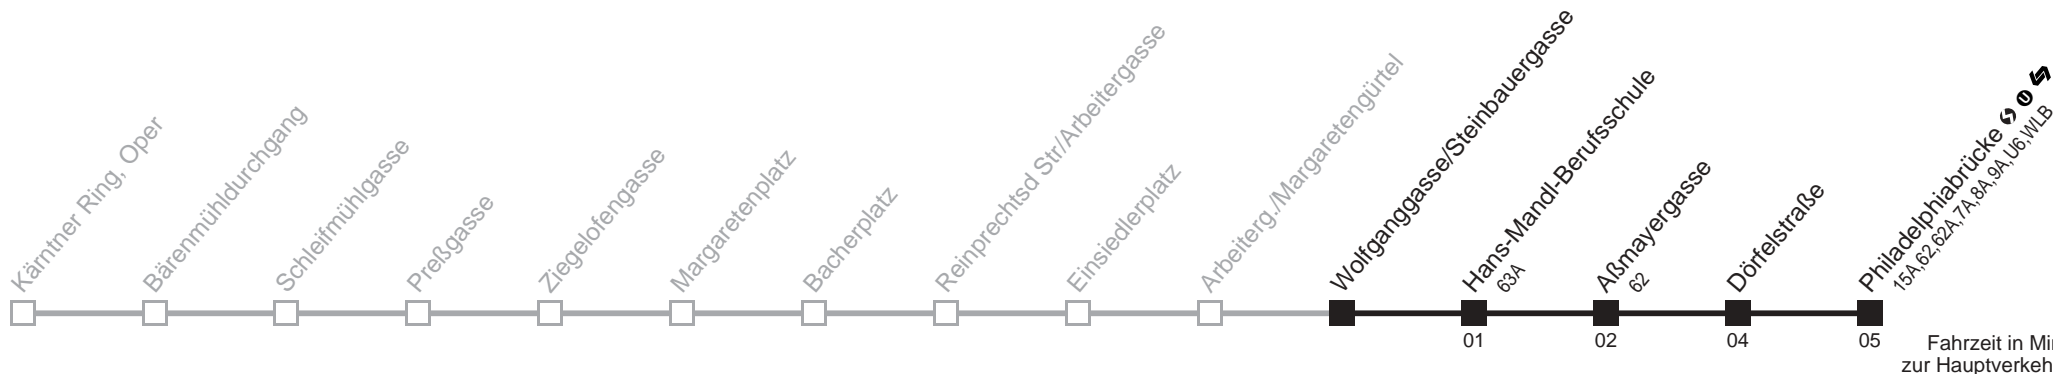 Kärntner Ring, Oper
Bärenmühldurchgang
Schleifmühlgasse
Preßgasse
Ziegelofengasse
Margaretenplatz
Bacherplatz
Reinprechtsd Str/Arbeitergasse
Einsiedlerplatz
Arbeiterg./Margaretengürtel
Wolfganggasse/Steinbauergasse
Hans-Mandl-Berufsschule
63A
Aßmayergasse
62
Dörfelstraße
Philadelphiabrücke
15A,62,62A,7A,8A,9A,U6,WLB
01
02
04
05
Fahrzeit in Min
zur Hauptverkeh